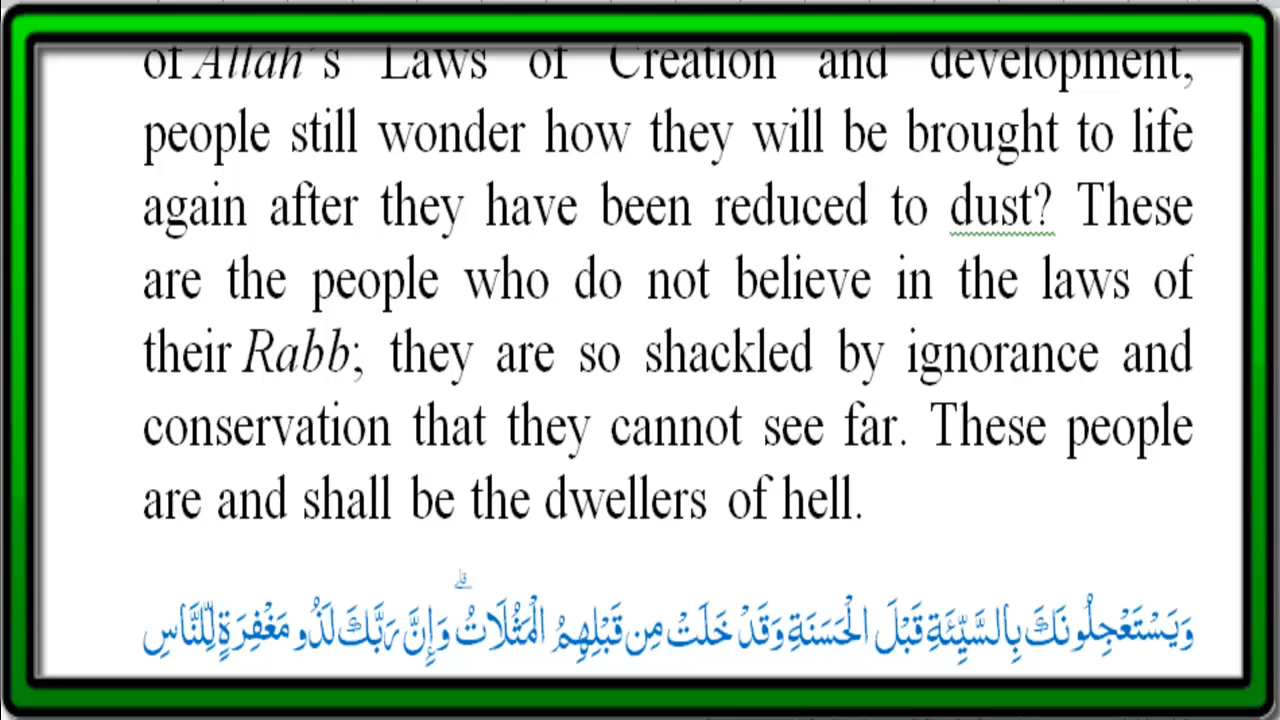 of Allah's Laws of Creation and development,
people still wonder how they will be brought to life
again after they have been reduced to dust? These
are the people who do not believe in the laws of
their Rabb; they are so shackled by ignorance and
conservation that they cannot see far. These people
are and shall be the dwellers of hell.
وَيَسْتَعْجِلُونَكَ بِالسَّيِّئَةِ قَبْلَ الْحَسَنَةِ وَقَدْ خَلَتْ مِن قَبْلِهِمُ الْمَثُلَاتُ ۗ وَإِنَّ رَبَّكَ لَذُو مَغْفِرَةٍ لِّلنَّاسِ